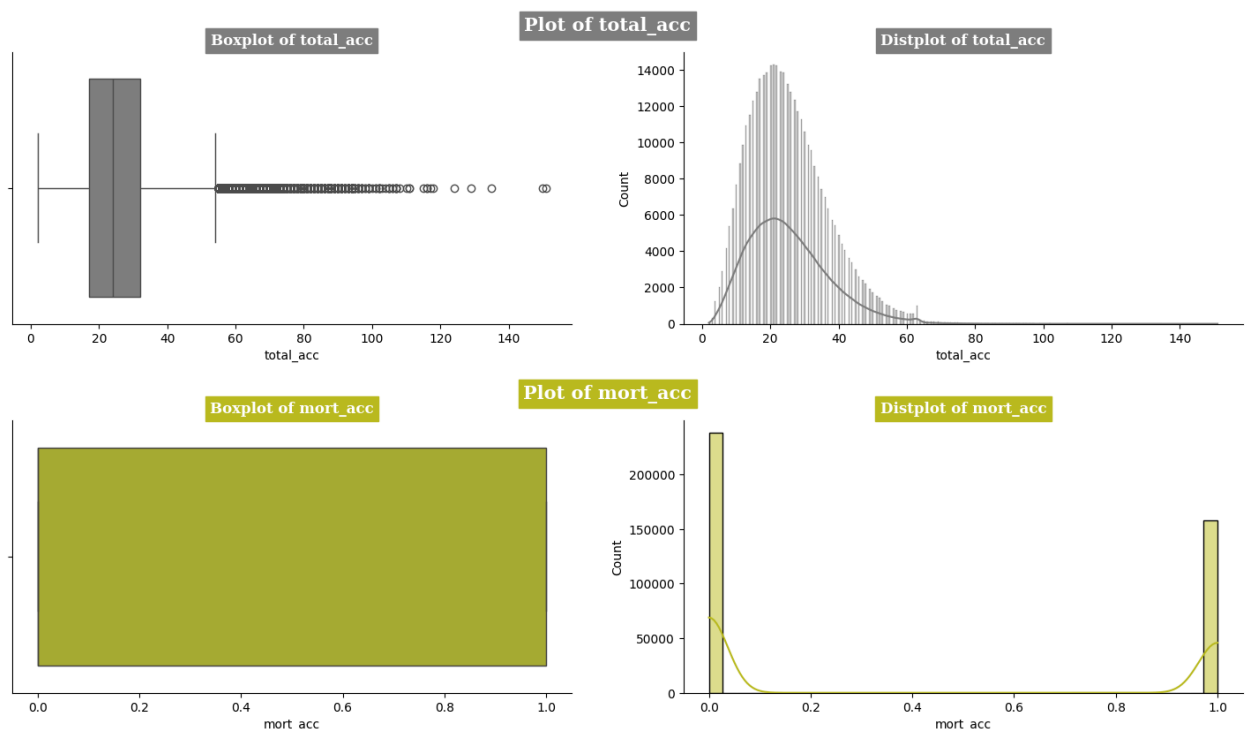 Plot of total_acc
Boxplot of total_acc
0 20 40 60 80 100 120 140
total_acc
Distplot of total_acc
14000
12000
10000
8000
6000
4000
2000
0
Count
0 20 40 60 80 100 120 140
total_acc
Plot of mort_acc
Boxplot of mort_acc
0.0 0.2 0.4 0.6 0.8 1.0
mort_acc
Distplot of mort_acc
200000
150000
100000
50000
0
Count
0.0 0.2 0.4 0.6 0.8 1.0
mort_acc